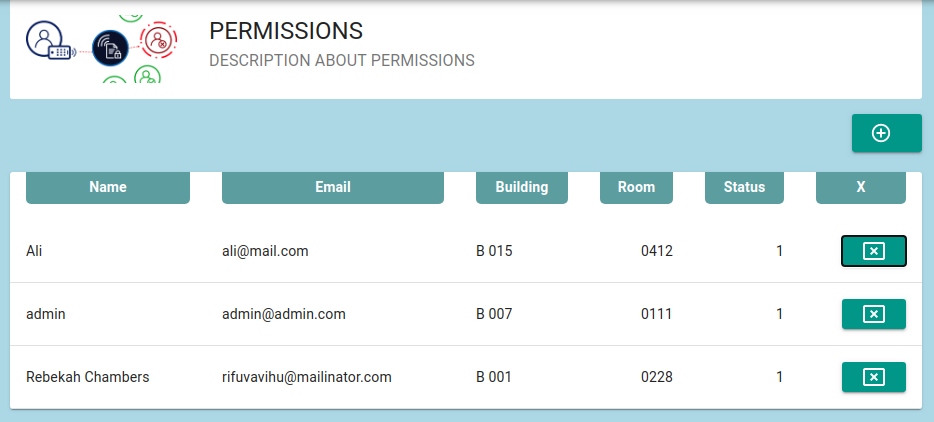 PERMISSIONS
DESCRIPTION ABOUT PERMISSIONS
Name Email Building Room Status X
Ali ali@mail.com B 015 0412 1
admin admin@admin.com B 007 0111 1
Rebekah Chambers rifuvavihu@mailinator.com B 001 0228 1